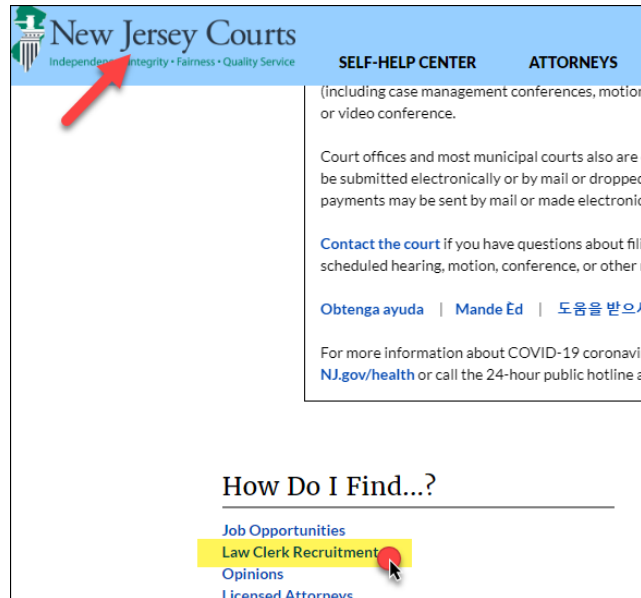 New Jersey Courts
Independence • Integrity • Fairness • Quality Service
SELF-HELP CENTER ATTORNEYS
(including case management conferences, motion
or video conference.
Court offices and most municipal courts also are
be submitted electronically or by mail or dropped
payments may be sent by mail or made electronic
Contact the court if you have questions about fili
scheduled hearing, motion, conference, or other
Obtenga ayuda | Mande Èd | 도움을 받으
For more information about COVID-19 coronavi
NJ.gov/health or call the 24-hour public hotline a
How Do I Find...?
Job Opportunities
Law Clerk Recruitment
Opinions
Licensed Attorneys